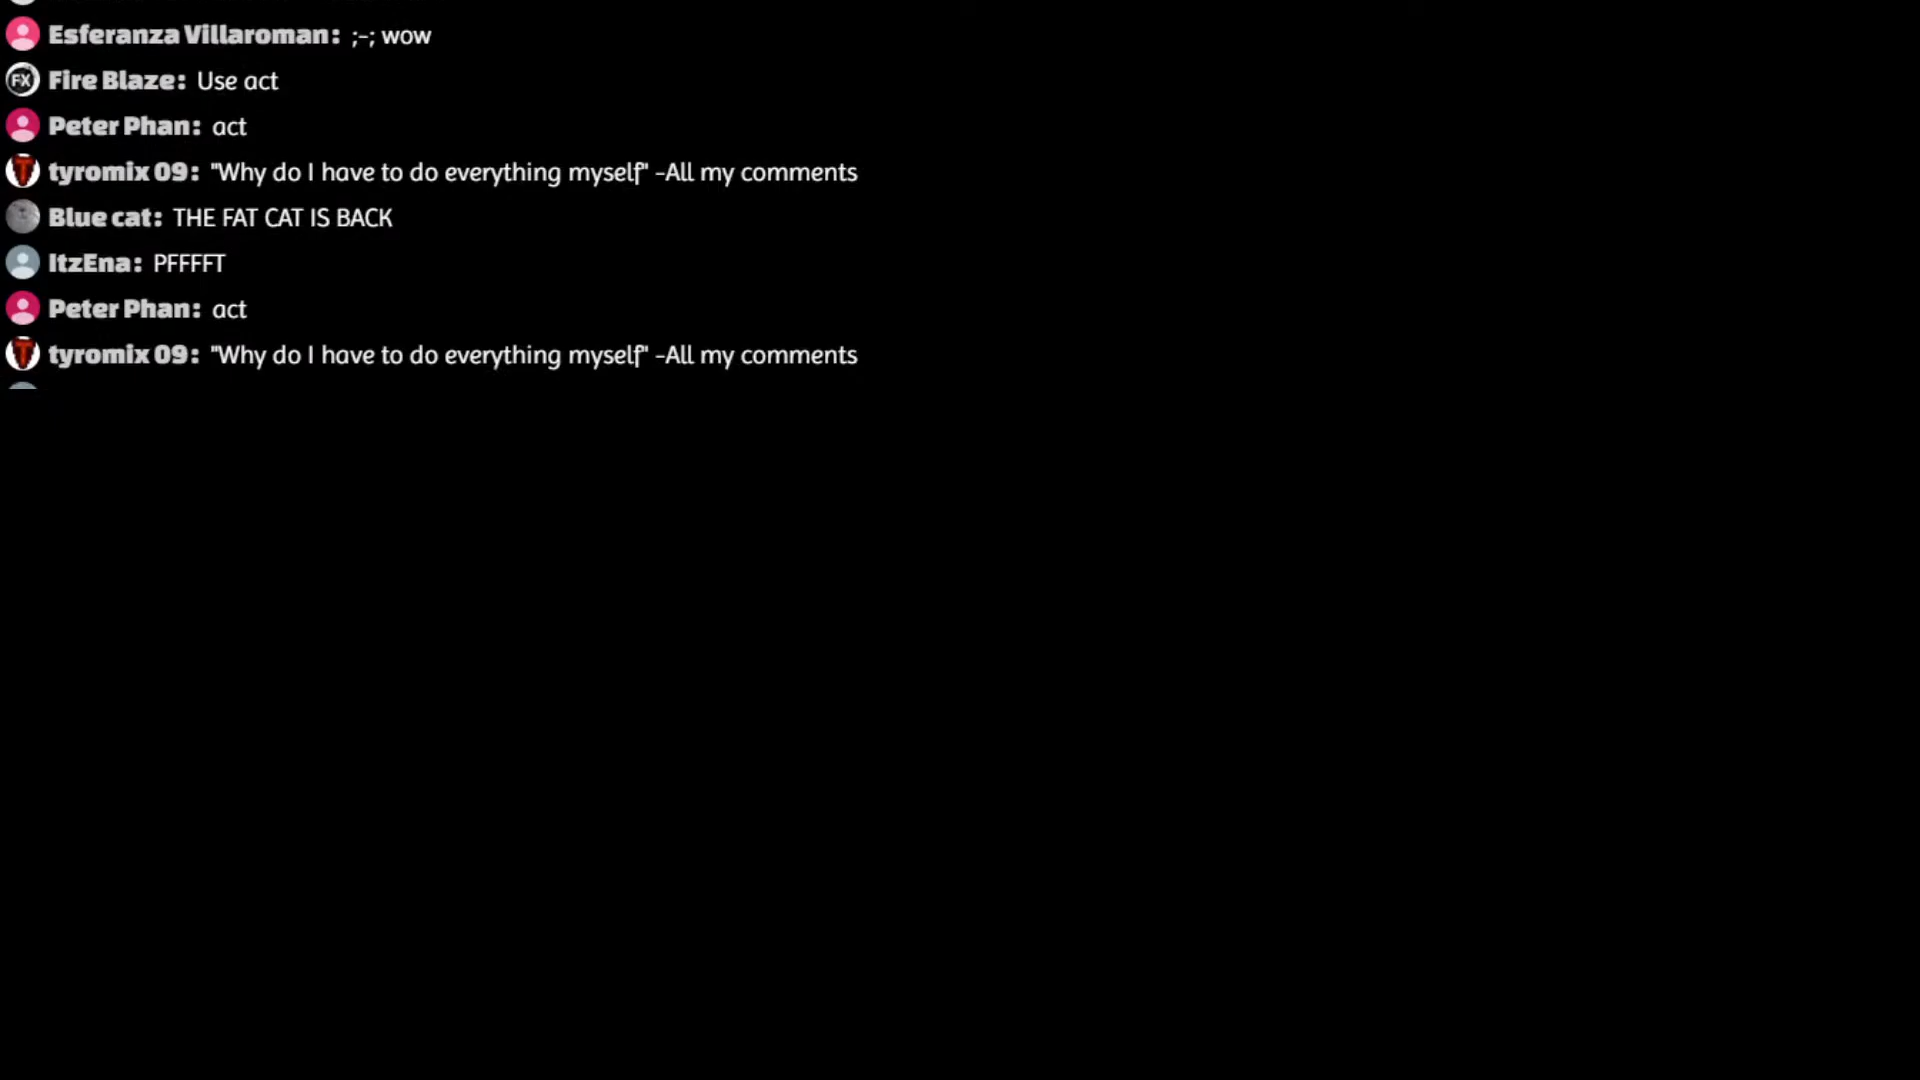 Esferanza Villaroman: ;-; wow
FX Fire Blaze: Use act
Peter Phan: act
T tyromix 09: "Why do I have to do everything myself" -All my comments
Blue cat: THE FAT CAT IS BACK
ItzEna: PFFFFT
Peter Phan: act
T tyromix 09: "Why do I have to do everything myself" -All my comments